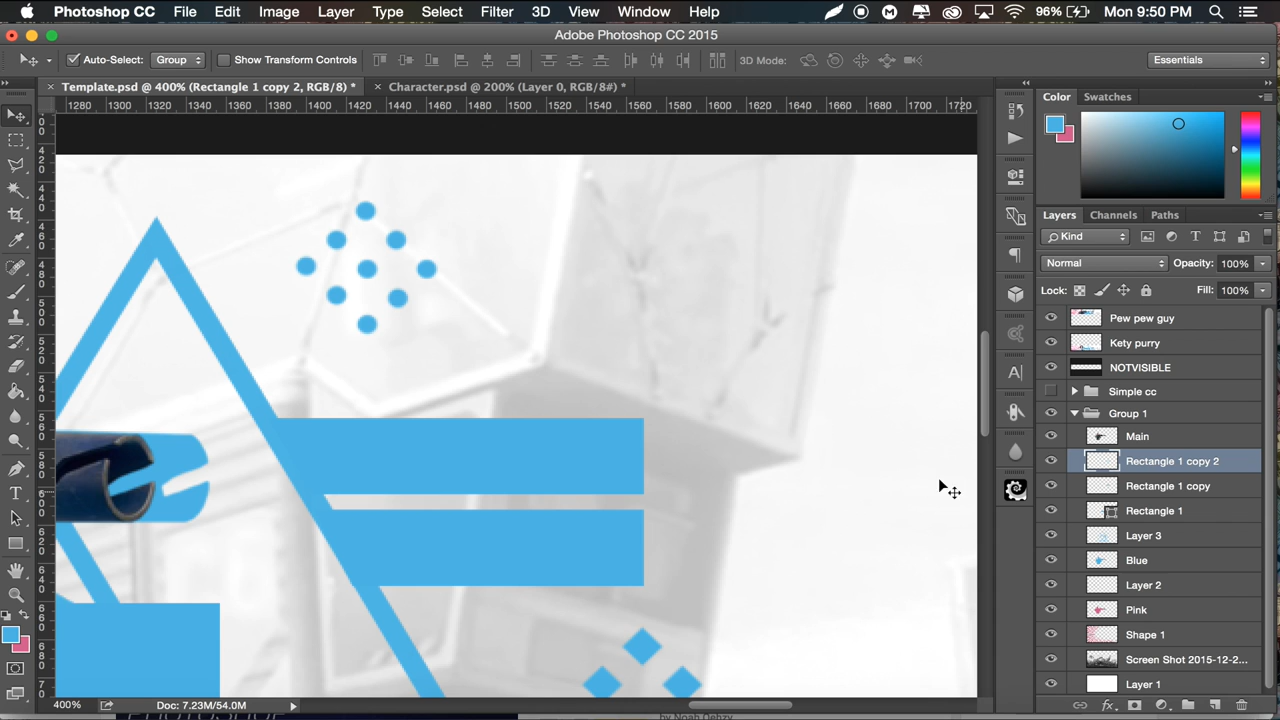 Photoshop CC File Edit Image Layer Type Select Filter 3D View Window Help 96% Mon 9:50 PM
Adobe Photoshop CC 2015
Auto-Select: Group Show Transform Controls 3D Mode: Essentials
Template.psd @ 400% (Rectangle 1 copy 2, RGB/8) * Character.psd @ 200% (Layer 0, RGB/8#) *
1280 1300 1320 1340 1360 1380 1400 1420 1440 1460 1480 1500 1520 1540 1560 1580 1600 1620 1640 1660 1680 1700 1720
Color Swatches
Layers Channels Paths
Kind
Normal Opacity: 100%
Lock: Fill: 100%
Pew pew guy
Kety purry
NOTVISIBLE
Simple cc
Group 1
Main
Rectangle 1 copy 2
Rectangle 1 copy
Rectangle 1
Layer 3
Blue
Layer 2
Pink
Shape 1
Screen Shot 2015-12-2...
Layer 1
400% Doc: 7.23M/54.0M